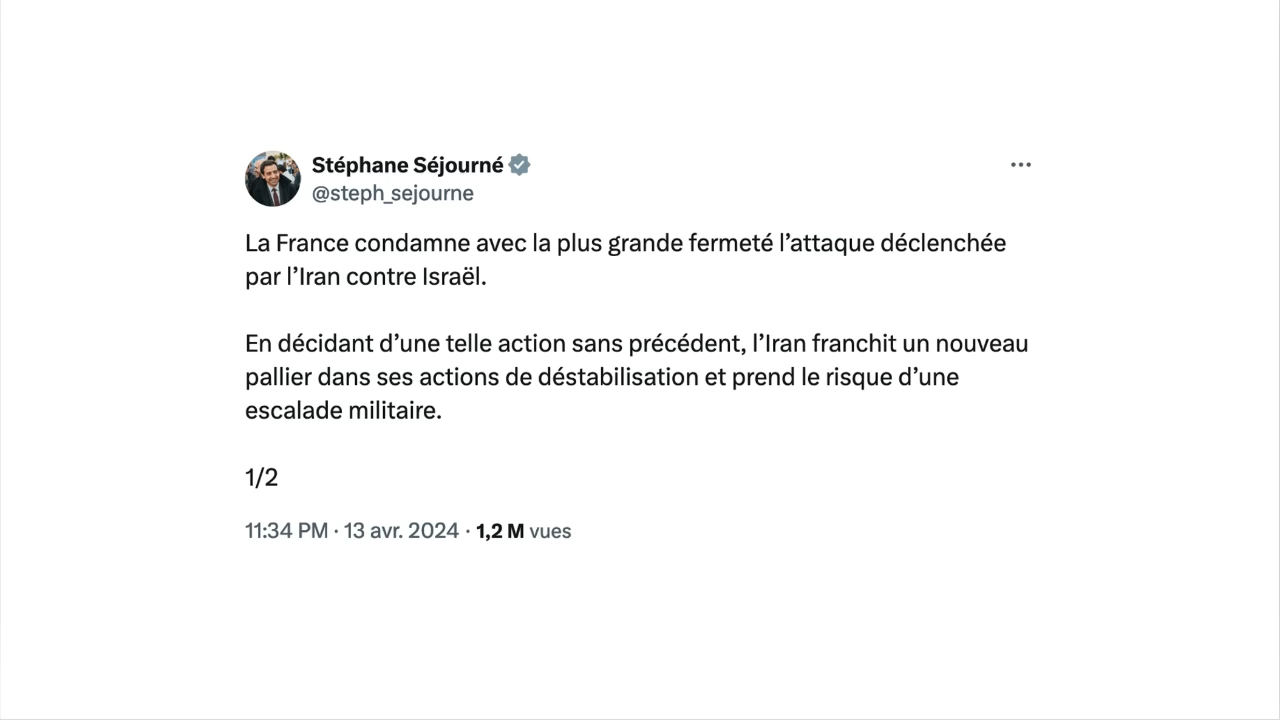 Stéphane Séjourné
@steph_sejourne
La France condamne avec la plus grande fermeté l’attaque déclenchée
par l’Iran contre Israël.
En décidant d’une telle action sans précédent, l’Iran franchit un nouveau
pallier dans ses actions de déstabilisation et prend le risque d’une
escalade militaire.
1/2
11:34 PM · 13 avr. 2024 · 1,2 M vues